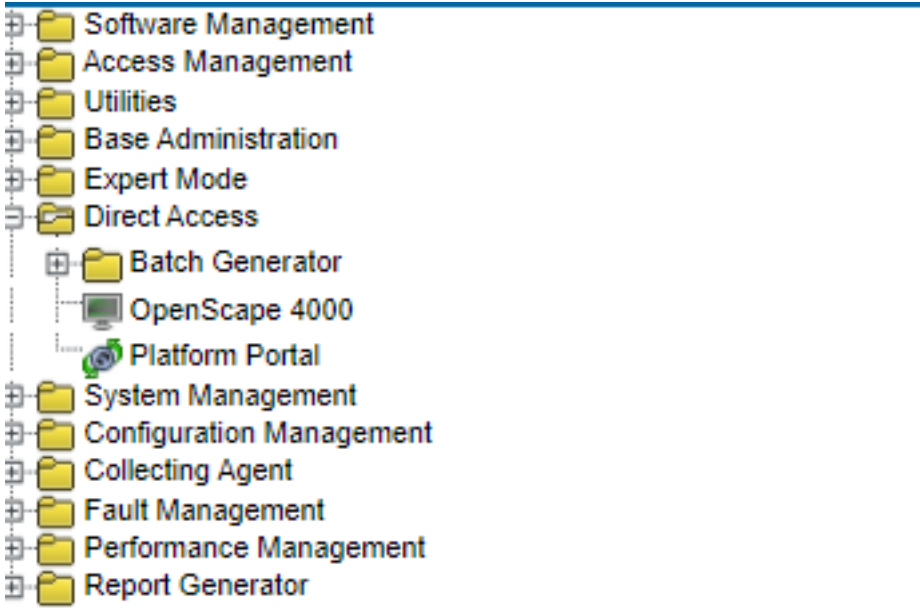 Software Management
Access Management
Utilities
Base Administration
Expert Mode
Direct Access
Batch Generator
OpenScape 4000
Platform Portal
System Management
Configuration Management
Collecting Agent
Fault Management
Performance Management
Report Generator